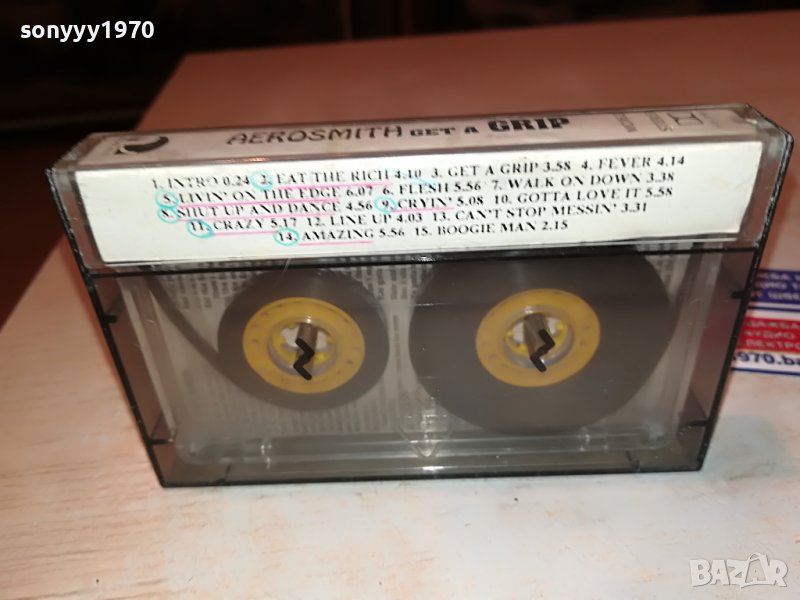 sonyyy1970
AEROSMITH GET A GRIP
1. INTRO 0.24 2. EAT THE RICH 4.10 3. GET A GRIP 3.58 4. FEVER 4.14
5. LIVIN' ON THE EDGE 6.07 6. FLESH 5.56 7. WALK ON DOWN 3.38
8. SHUT UP AND DANCE 4.56 9. CRYIN' 5.08 10. GOTTA LOVE IT 5.58
11. CRAZY 5.17 12. LINE UP 4.03 13. CAN'T STOP MESSIN' 3.31
14. AMAZING 5.56 15. BOOGIE MAN 2.15
1970.ba
BAZAR